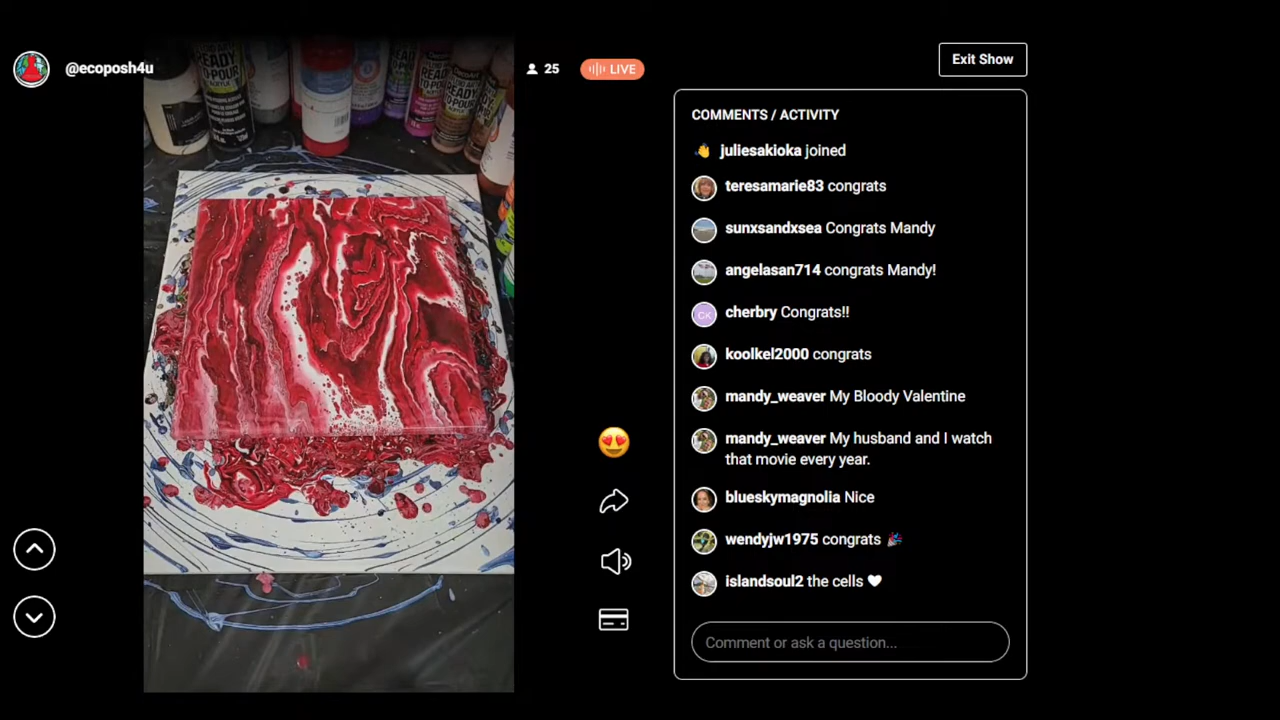 @ecoposh4u
25
LIVE
Exit Show
COMMENTS / ACTIVITY
juliesakioka joined
teresamarie83 congrats
sunxsandxsea Congrats Mandy
angelasan714 congrats Mandy!
CK
cherbry Congrats!!
koolkel2000 congrats
mandy_weaver My Bloody Valentine
mandy_weaver My husband and I watch
that movie every year.
blueskymagnolia Nice
wendyjw1975 congrats 🎉
islandsoul2 the cells 🤍
Comment or ask a question...
READY
TO POUR
READY
TO-POUR